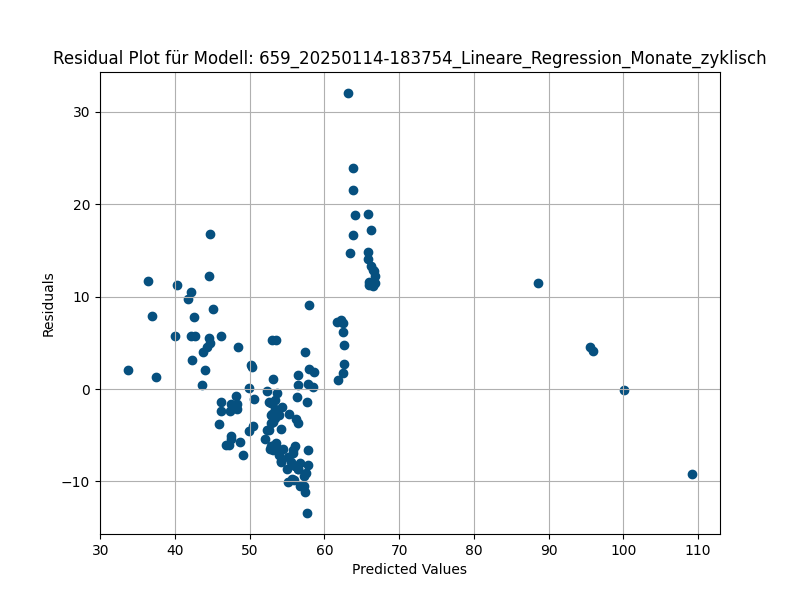 Residual Plot für Modell: 659_20250114-183754_Lineare_Regression_Monate_zyklisch
Residuals
30
20
10
0
−10
30 40 50 60 70 80 90 100 110
Predicted Values